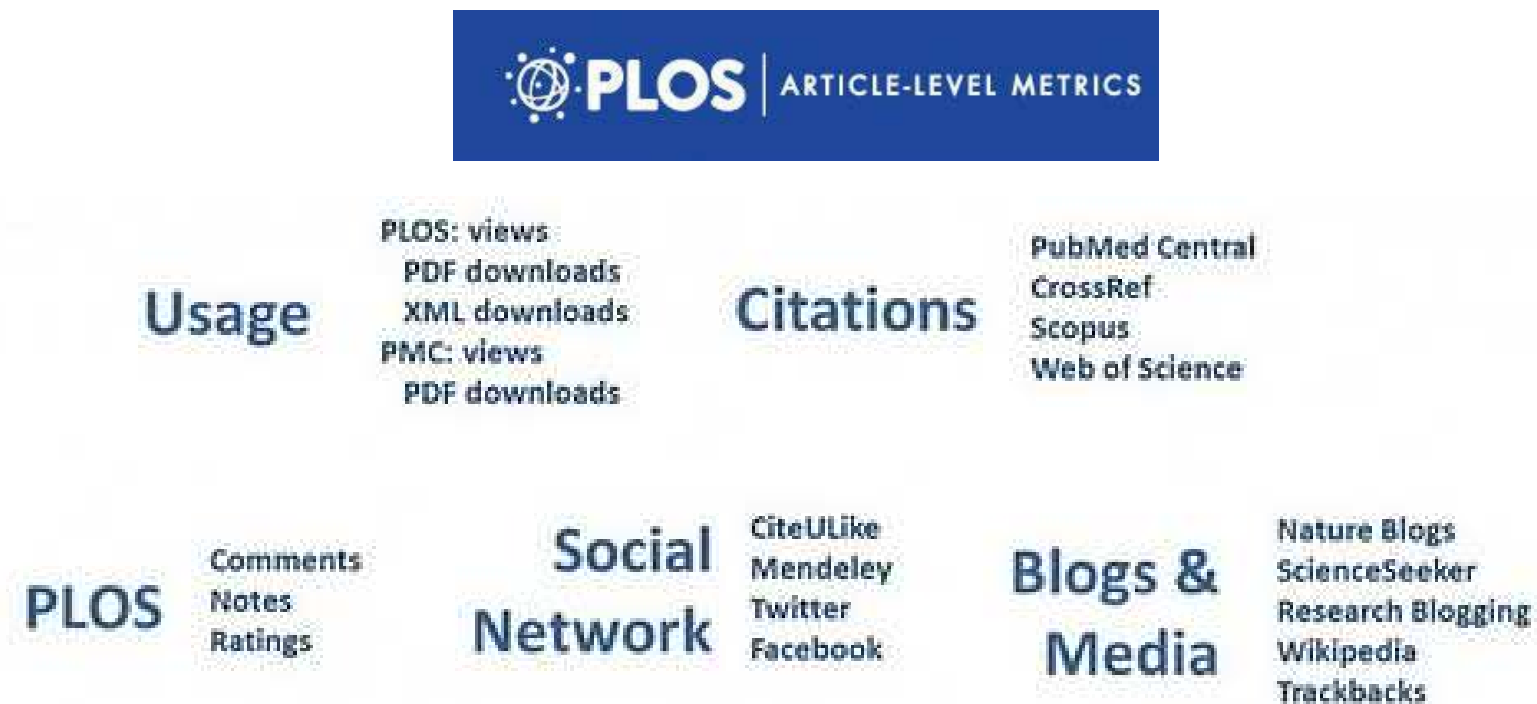 PLOS | ARTICLE-LEVEL METRICS
Usage
PLOS: views
PDF downloads
XML downloads
PMC: views
PDF downloads
Citations
PubMed Central
CrossRef
Scopus
Web of Science
PLOS
Comments
Notes
Ratings
Social
Network
CiteULike
Mendeley
Twitter
Facebook
Blogs &
Media
Nature Blogs
ScienceSeeker
Research Blogging
Wikipedia
Trackbacks